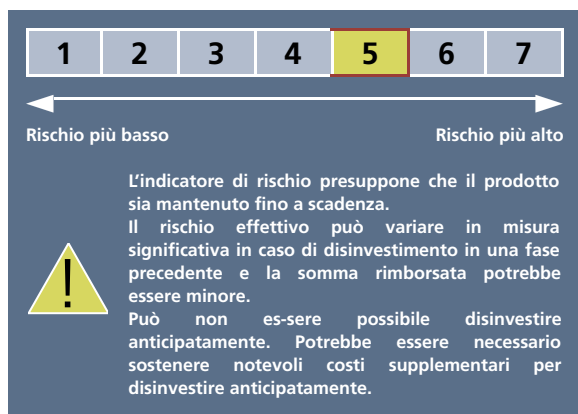 1 2 3 4 5 6 7
Rischio più basso Rischio più alto
L'indicatore di rischio presuppone che il prodotto
sia mantenuto fino a scadenza.
Il rischio effettivo può variare in misura
significativa in caso di disinvestimento in una fase
precedente e la somma rimborsata potrebbe
essere minore.
Può non es-sere possibile disinvestire
anticipatamente. Potrebbe essere necessario
sostenere notevoli costi supplementari per
disinvestire anticipatamente.
!